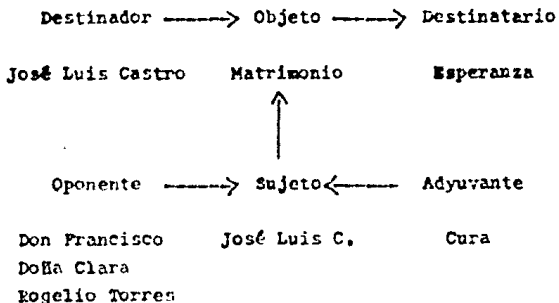 Destinador Objeto Destinatario
José Luis Castro Matrimonio Esperanza
Oponente Sujeto Adyuvante
Don Francisco José Luis C. Cura
Doña Clara
Rogelio Torres